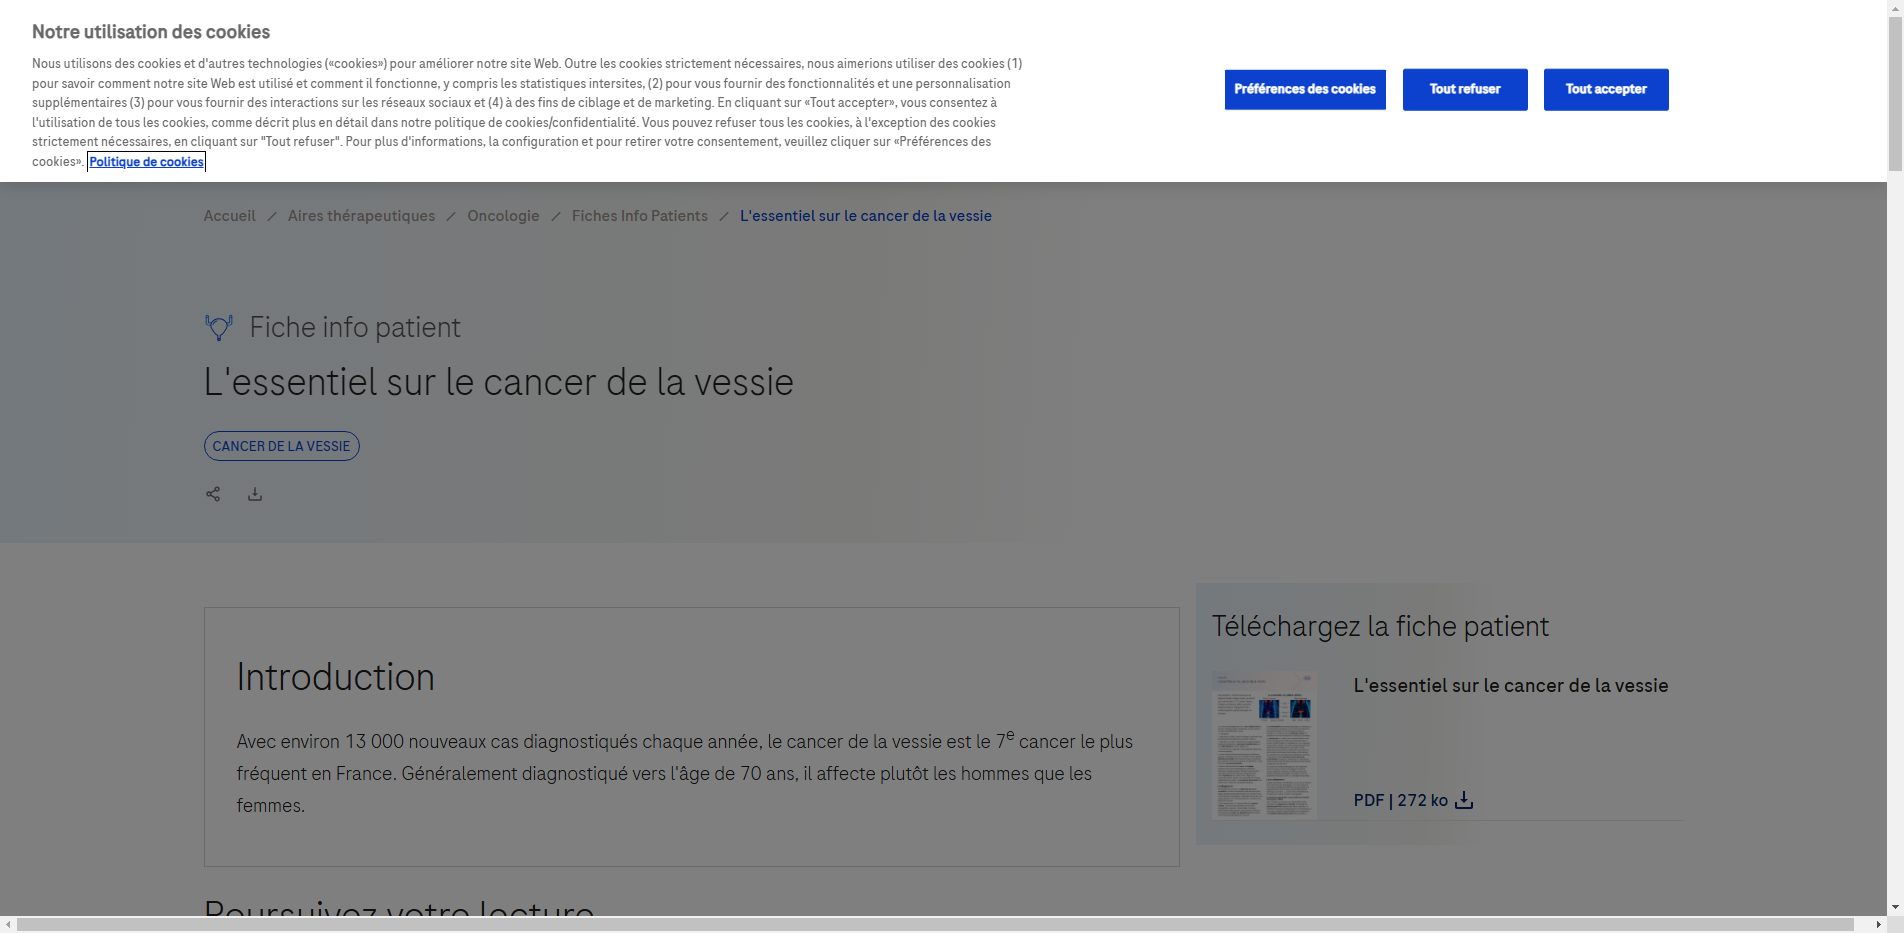 Notre utilisation des cookies
Nous utilisons des cookies et d'autres technologies («cookies») pour améliorer notre site Web. Outre les cookies strictement nécessaires, nous aimerions utiliser des cookies (1)
pour savoir comment notre site Web est utilisé et comment il fonctionne, y compris les statistiques intersites, (2) pour vous fournir des fonctionnalités et une personnalisation
supplémentaires (3) pour vous fournir des interactions sur les réseaux sociaux et (4) à des fins de ciblage et de marketing. En cliquant sur «Tout accepter», vous consentez à
l'utilisation de tous les cookies, comme décrit plus en détail dans notre politique de cookies/confidentialité. Vous pouvez refuser tous les cookies, à l'exception des cookies
strictement nécessaires, en cliquant sur "Tout refuser". Pour plus d'informations, la configuration et pour retirer votre consentement, veuillez cliquer sur «Préférences des
cookies». Politique de cookies
Préférences des cookies
Tout refuser
Tout accepter
Accueil / Aires thérapeutiques / Oncologie / Fiches Info Patients / L'essentiel sur le cancer de la vessie
Fiche info patient
L'essentiel sur le cancer de la vessie
CANCER DE LA VESSIE
Introduction
Avec environ 13 000 nouveaux cas diagnostiqués chaque année, le cancer de la vessie est le 7e cancer le plus
fréquent en France. Généralement diagnostiqué vers l'âge de 70 ans, il affecte plutôt les hommes que les
femmes.
Téléchargez la fiche patient
L'essentiel sur le cancer de la vessie
PDF | 272 ko
Poursuivez votre lecture